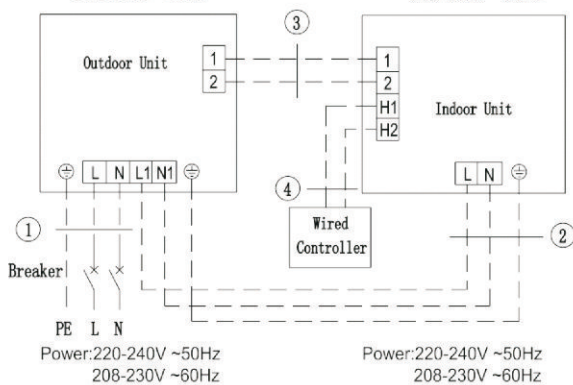 ③
1
1
2
2
H1
H2
Outdoor Unit
Indoor Unit
L N L1 N1
L N
④
①
Wired
Controller
②
Breaker
PE L N
Power:220-240V ~50Hz
208-230V ~60Hz
Power:220-240V ~50Hz
208-230V ~60Hz